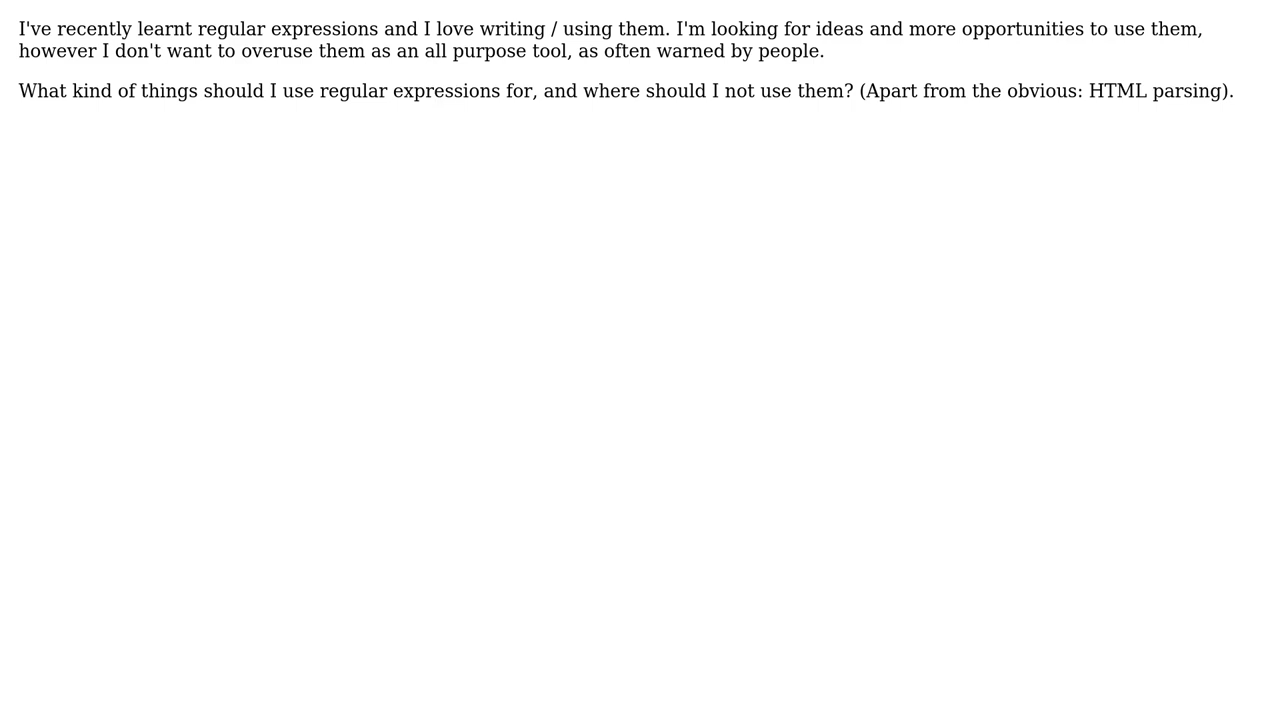 I've recently learnt regular expressions and I love writing / using them. I'm looking for ideas and more opportunities to use them,
however I don't want to overuse them as an all purpose tool, as often warned by people.
What kind of things should I use regular expressions for, and where should I not use them? (Apart from the obvious: HTML parsing).